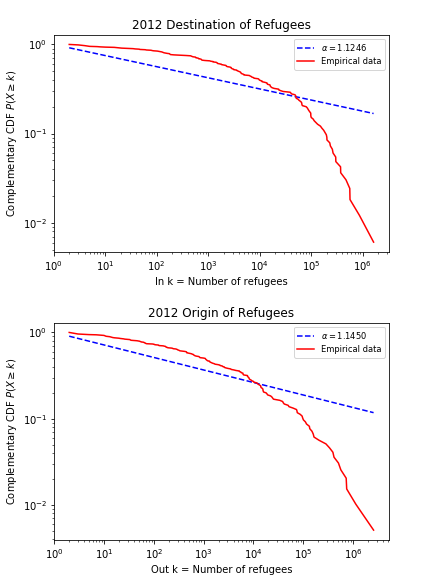 2012 Destination of Refugees
Complementary CDF P(X ≥ k)
10⁰
10⁻¹
10⁻²
α = 1.1246
Empirical data
10⁰ 10¹ 10² 10³ 10⁴ 10⁵ 10⁶
In k = Number of refugees
2012 Origin of Refugees
Complementary CDF P(X ≥ k)
10⁰
10⁻¹
10⁻²
α = 1.1450
Empirical data
10⁰ 10¹ 10² 10³ 10⁴ 10⁵ 10⁶
Out k = Number of refugees